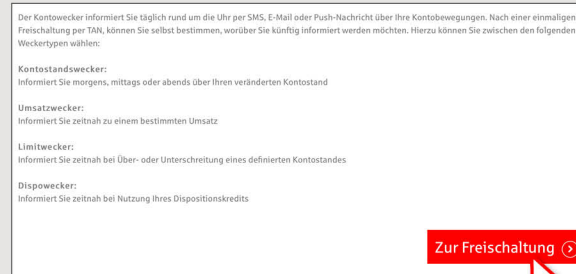 Der Kontowecker informiert Sie täglich rund um die Uhr per SMS, E-Mail oder Push-Nachricht über Ihre Kontobewegungen. Nach einer einmaligen
Freischaltung per TAN, können Sie selbst bestimmen, worüber Sie künftig informiert werden möchten. Hierzu können Sie zwischen den folgenden
Weckertypen wählen:
Kontostandswecker:
Informiert Sie morgens, mittags oder abends über Ihren veränderten Kontostand
Umsatzwecker:
Informiert Sie zeitnah zu einem bestimmten Umsatz
Limitwecker:
Informiert Sie zeitnah bei Über- oder Unterschreitung eines definierten Kontostandes
Dispowecker:
Informiert Sie zeitnah bei Nutzung Ihres Dispositionskredits
Zur Freischaltung